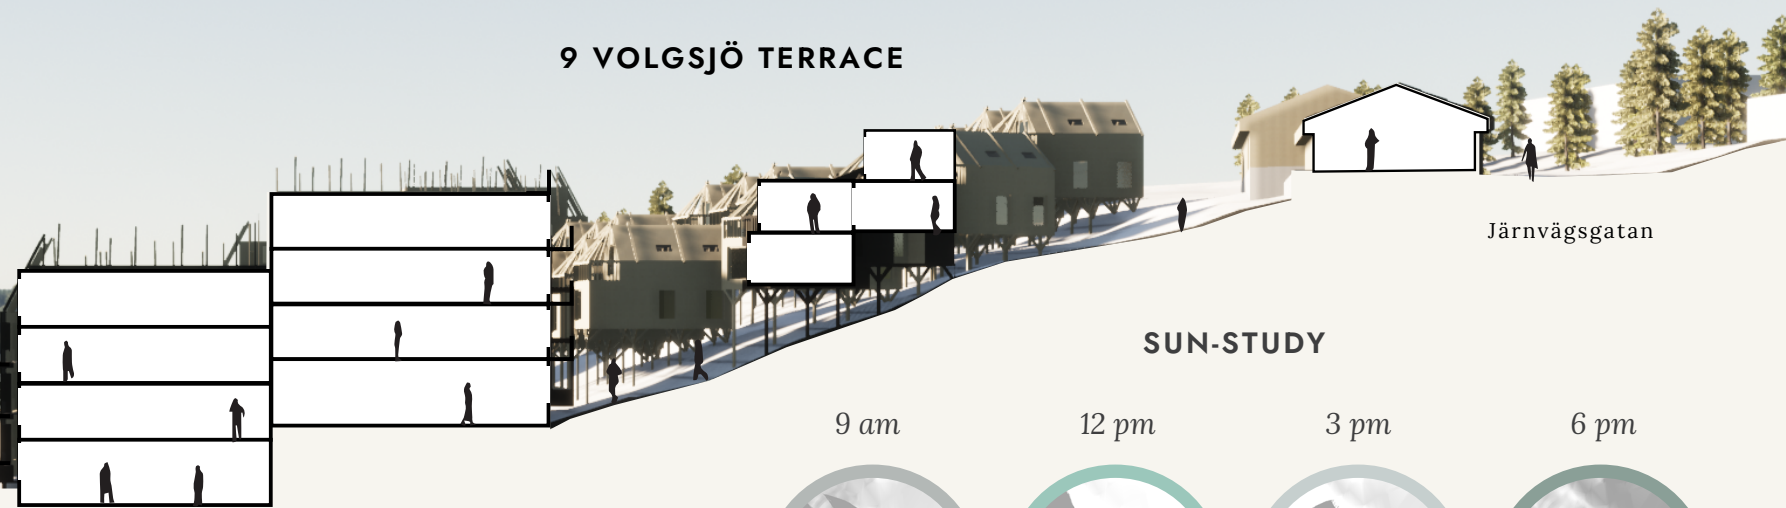 9 VOLGSJÖ TERRACE
Järnvägsgatan
SUN-STUDY
9 am
12 pm
3 pm
6 pm